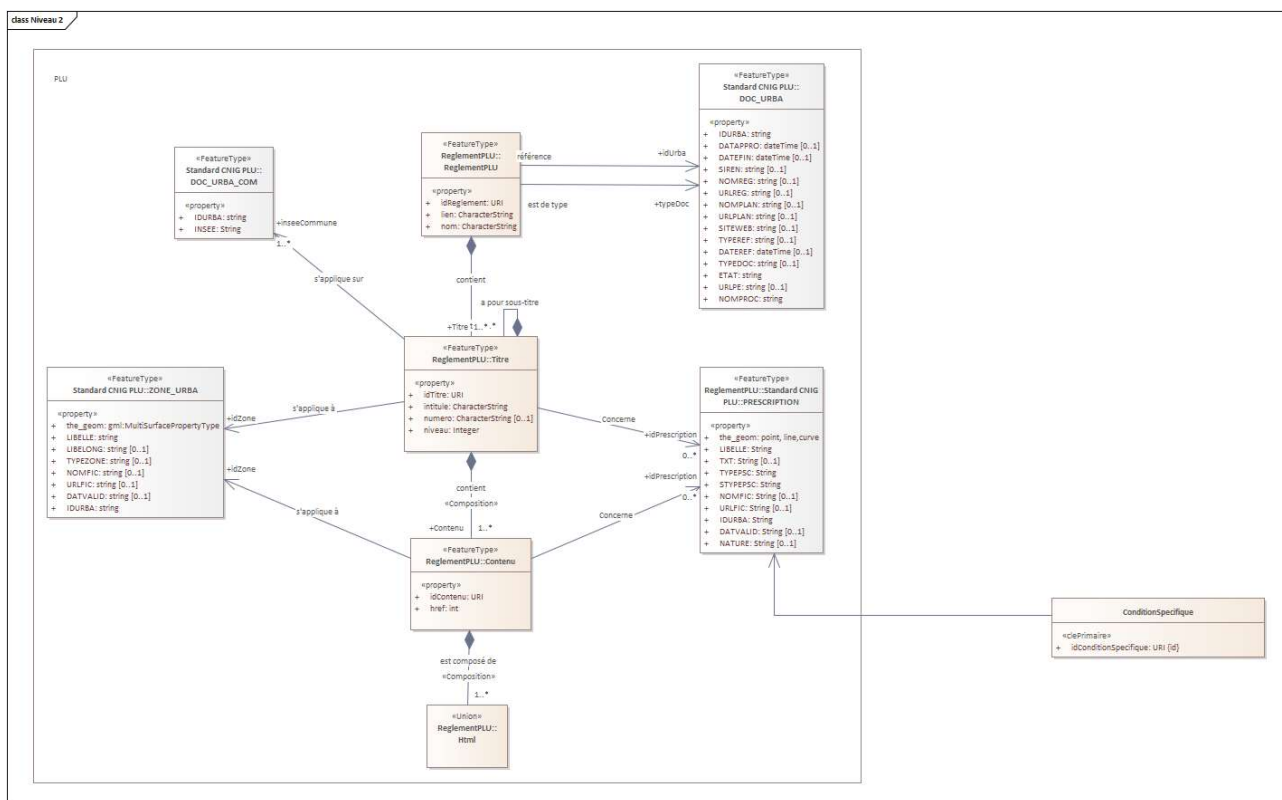 class Niveau 2
PLU
«FeatureType»
Standard CNIG PLU::
DOC_URBA
«property»
+ IDURBA: string
+ DATAPPRO: dateTime [0..1]
+ DATEFIN: dateTime [0..1]
+ SIREN: string [0..1]
+ NOMREG: string [0..1]
+ URLREG: string [0..1]
+ NOMPLAN: string [0..1]
+ URLPLAN: string [0..1]
+ SITEWEB: string [0..1]
+ TYPEREF: string [0..1]
+ DATEREF: dateTime [0..1]
+ TYPEDOC: string [0..1]
+ ETAT: string
+ URLPE: string [0..1]
+ NOMPROC: string
«FeatureType»
ReglementPLU::
ReglementPLU
«property»
+ idReglement: URI
+ lien: CharacterString
+ nom: CharacterString
référence
+idUrba
est de type
+typeDoc
«FeatureType»
Standard CNIG PLU::
DOC_URBA_COM
«property»
+ IDURBA: string
+ INSEE: String
+inseeCommune
1..*
s'applique sur
contient
a pour sous-titre
+Titre 1..* .*
«FeatureType»
ReglementPLU::Titre
«property»
+ idTitre: URI
+ intitule: CharacterString
+ numero: CharacterString [0..1]
+ niveau: Integer
«FeatureType»
Standard CNIG PLU::ZONE_URBA
«property»
+ the_geom: gml:MultiSurfacePropertyType
+ LIBELLE: string
+ LIBELONG: string [0..1]
+ TYPEZONE: string [0..1]
+ NOMFIC: string [0..1]
+ URLFIC: string [0..1]
+ DATVALID: string [0..1]
+ IDURBA: string
s'applique à
+idZone
+idZone
s'applique à
Concerne
+idPrescription
0..*
+idPrescription
0..*
Concerne
«FeatureType»
ReglementPLU::Standard CNIG
PLU::PRESCRIPTION
«property»
+ the_geom: point, line,curve
+ LIBELLE: String
+ TXT: String [0..1]
+ TYPEPSC: String
+ STYPEPSC: String
+ NOMFIC: String [0..1]
+ URLFIC: String [0..1]
+ IDURBA: String
+ DATVALID: String [0..1]
+ NATURE: String [0..1]
contient
«Composition»
+Contenu 1..*
«FeatureType»
ReglementPLU::Contenu
«property»
+ idContenu: URI
+ href: int
est composé de
«Composition»
1..*
«Union»
ReglementPLU::
Html
ConditionSpecifique
«clePrimaire»
+ idConditionSpecifique: URI {id}